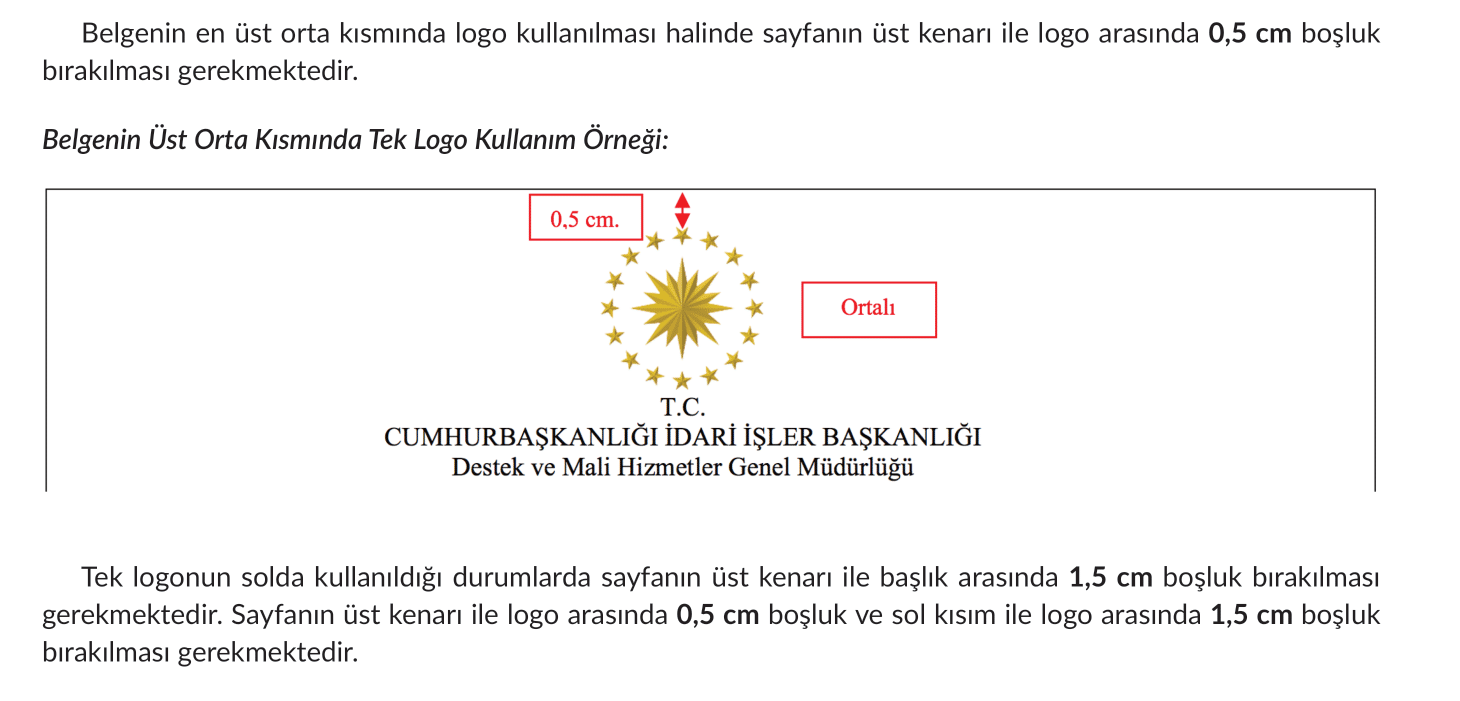 Belgenin en üst orta kısmında logo kullanılması halinde sayfanın üst kenarı ile logo arasında 0,5 cm boşluk
bırakılması gerekmektedir.
Belgenin Üst Orta Kısmında Tek Logo Kullanım Örneği:
0,5 cm.
Ortalı
T.C.
CUMHURBAŞKANLIĞI İDARİ İŞLER BAŞKANLIĞI
Destek ve Mali Hizmetler Genel Müdürlüğü
Tek logonun solda kullanıldığı durumlarda sayfanın üst kenarı ile başlık arasında 1,5 cm boşluk bırakılması
gerekmektedir. Sayfanın üst kenarı ile logo arasında 0,5 cm boşluk ve sol kısım ile logo arasında 1,5 cm boşluk
bırakılması gerekmektedir.